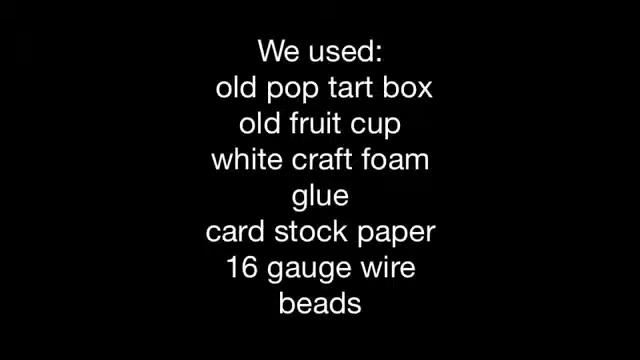 We used:
old pop tart box
old fruit cup
white craft foam
glue
card stock paper
16 gauge wire
beads